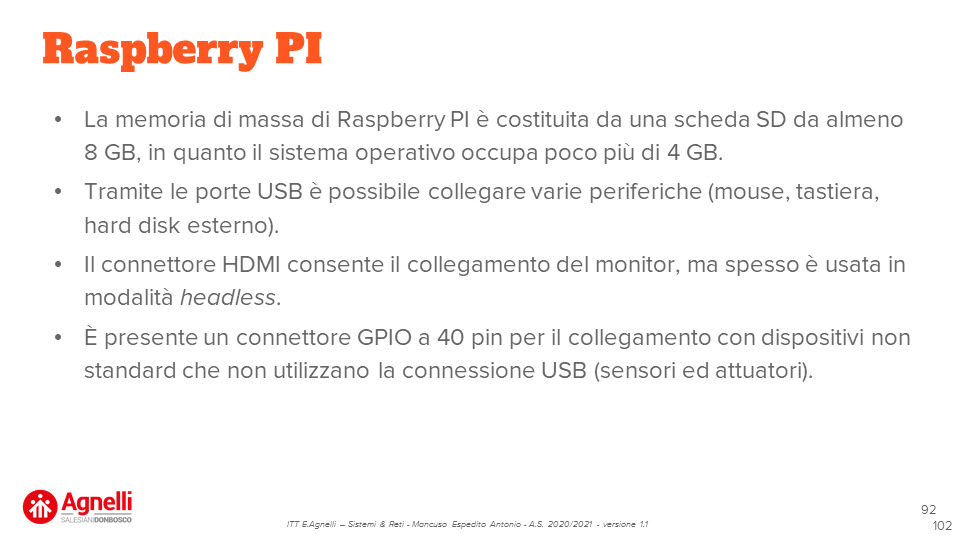 Raspberry PI
• La memoria di massa di Raspberry PI è costituita da una scheda SD da almeno
8 GB, in quanto il sistema operativo occupa poco più di 4 GB.
• Tramite le porte USB è possibile collegare varie periferiche (mouse, tastiera,
hard disk esterno).
• Il connettore HDMI consente il collegamento del monitor, ma spesso è usata in
modalità headless.
• È presente un connettore GPIO a 40 pin per il collegamento con dispositivi non
standard che non utilizzano la connessione USB (sensori ed attuatori).
Agnelli
SALESIANIDONBOSCO
ITT E.Agnelli – Sistemi & Reti - Mancuso Espedito Antonio - A.S. 2020/2021 - versione 1.1
92
102